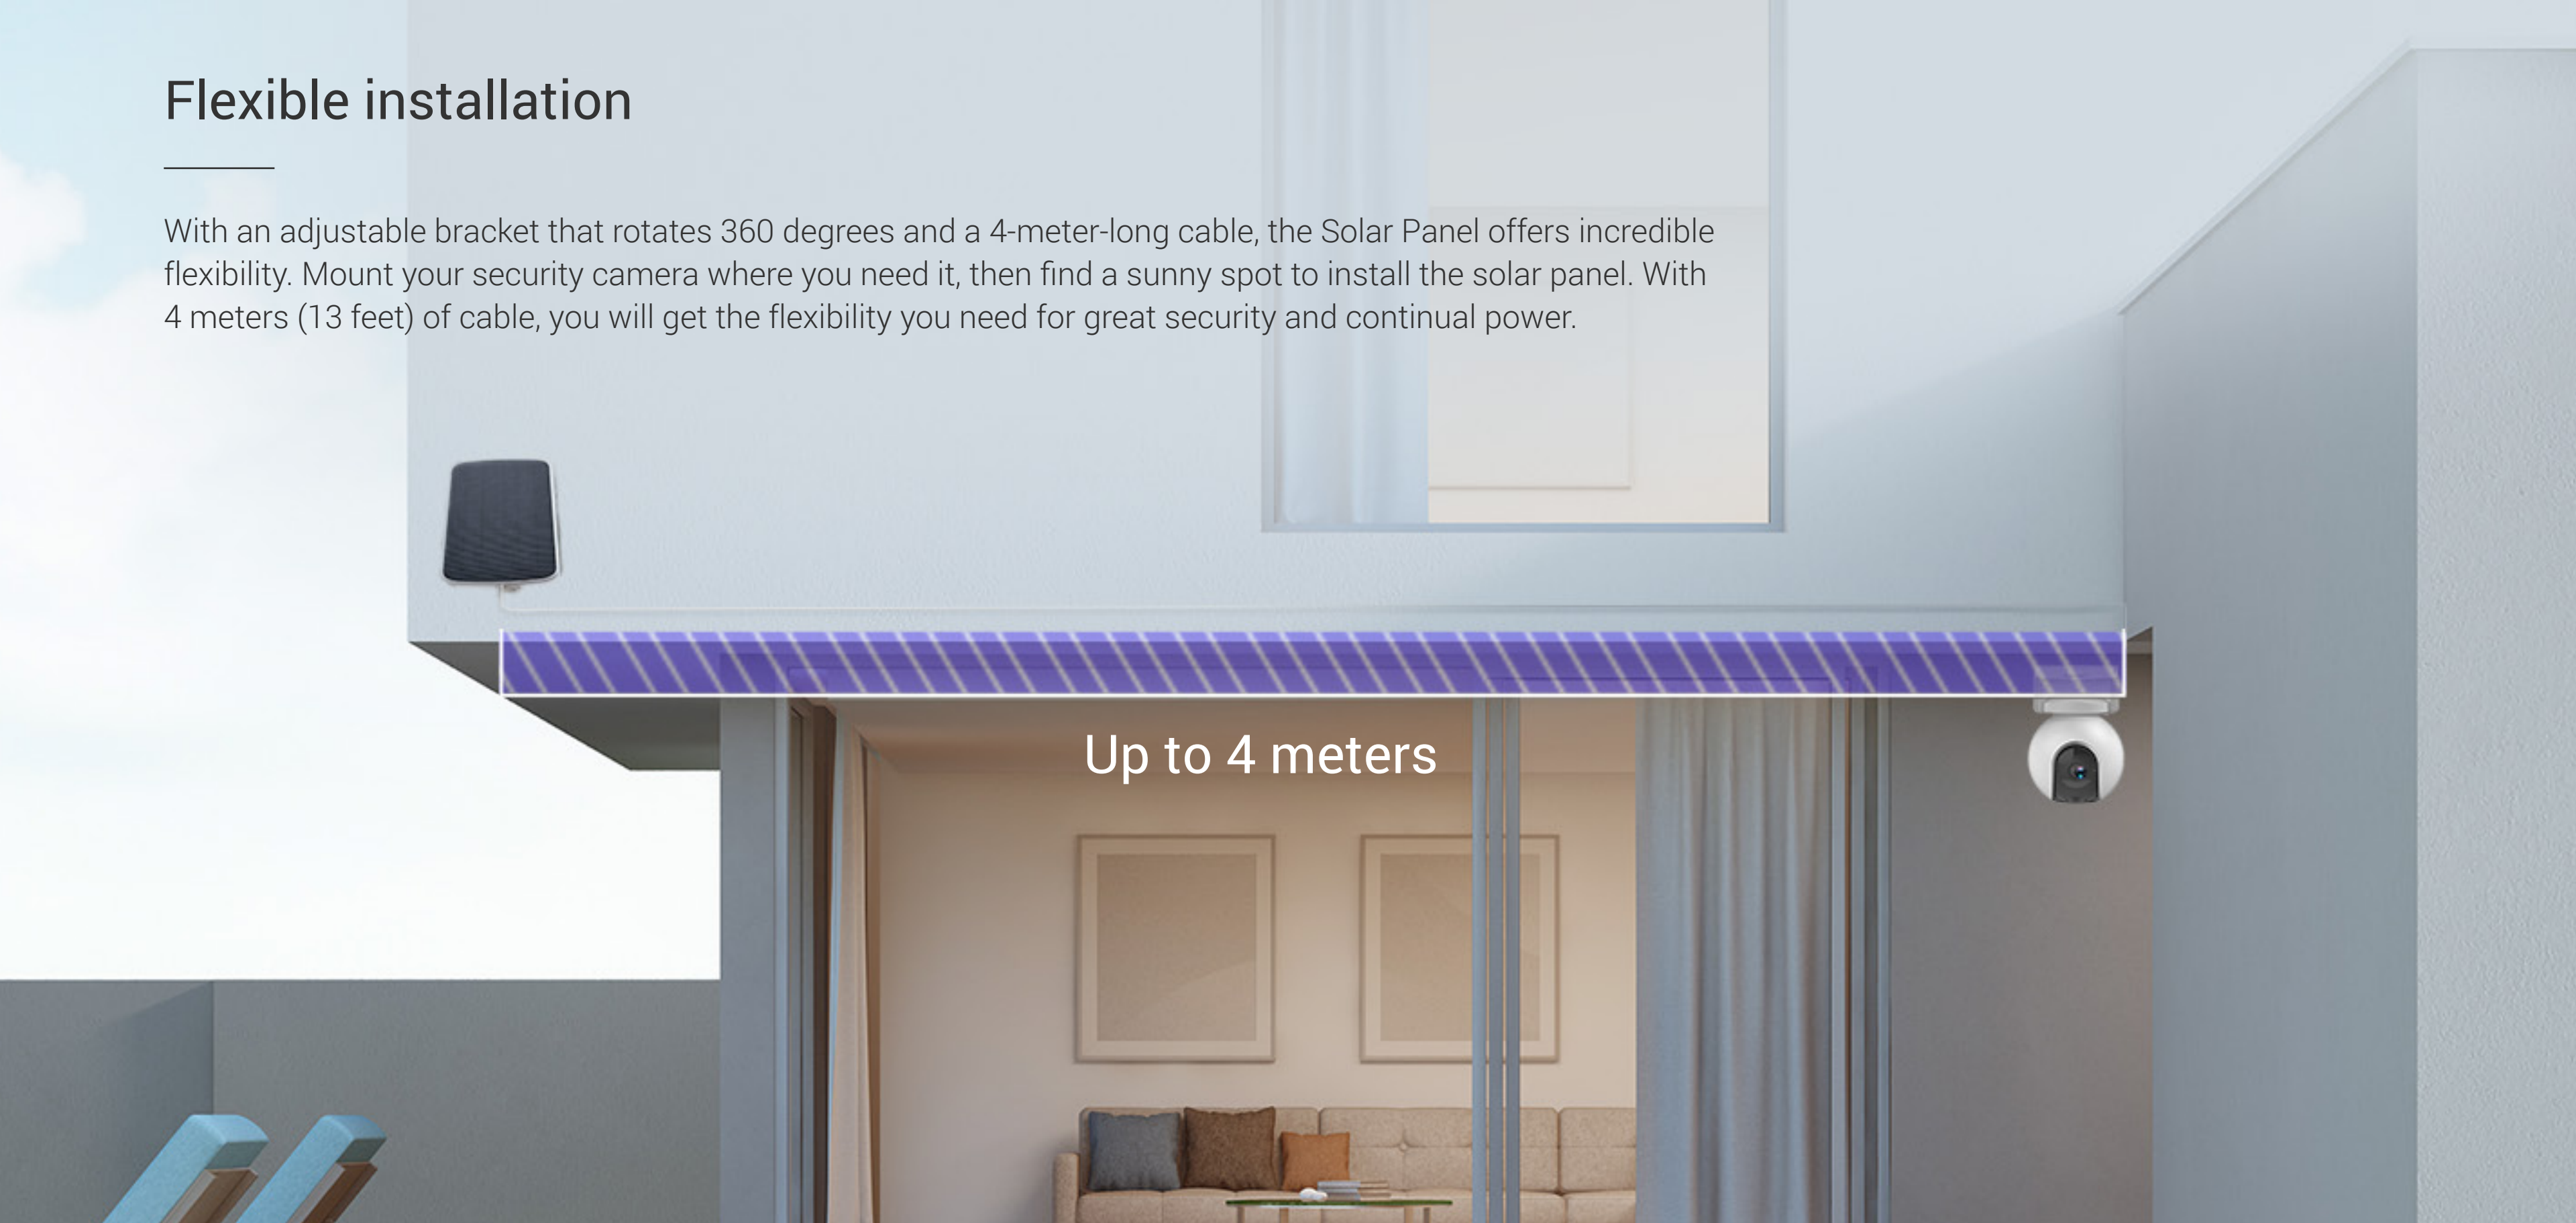 Flexible installation
With an adjustable bracket that rotates 360 degrees and a 4-meter-long cable, the Solar Panel offers incredible
flexibility. Mount your security camera where you need it, then find a sunny spot to install the solar panel. With
4 meters (13 feet) of cable, you will get the flexibility you need for great security and continual power.
Up to 4 meters